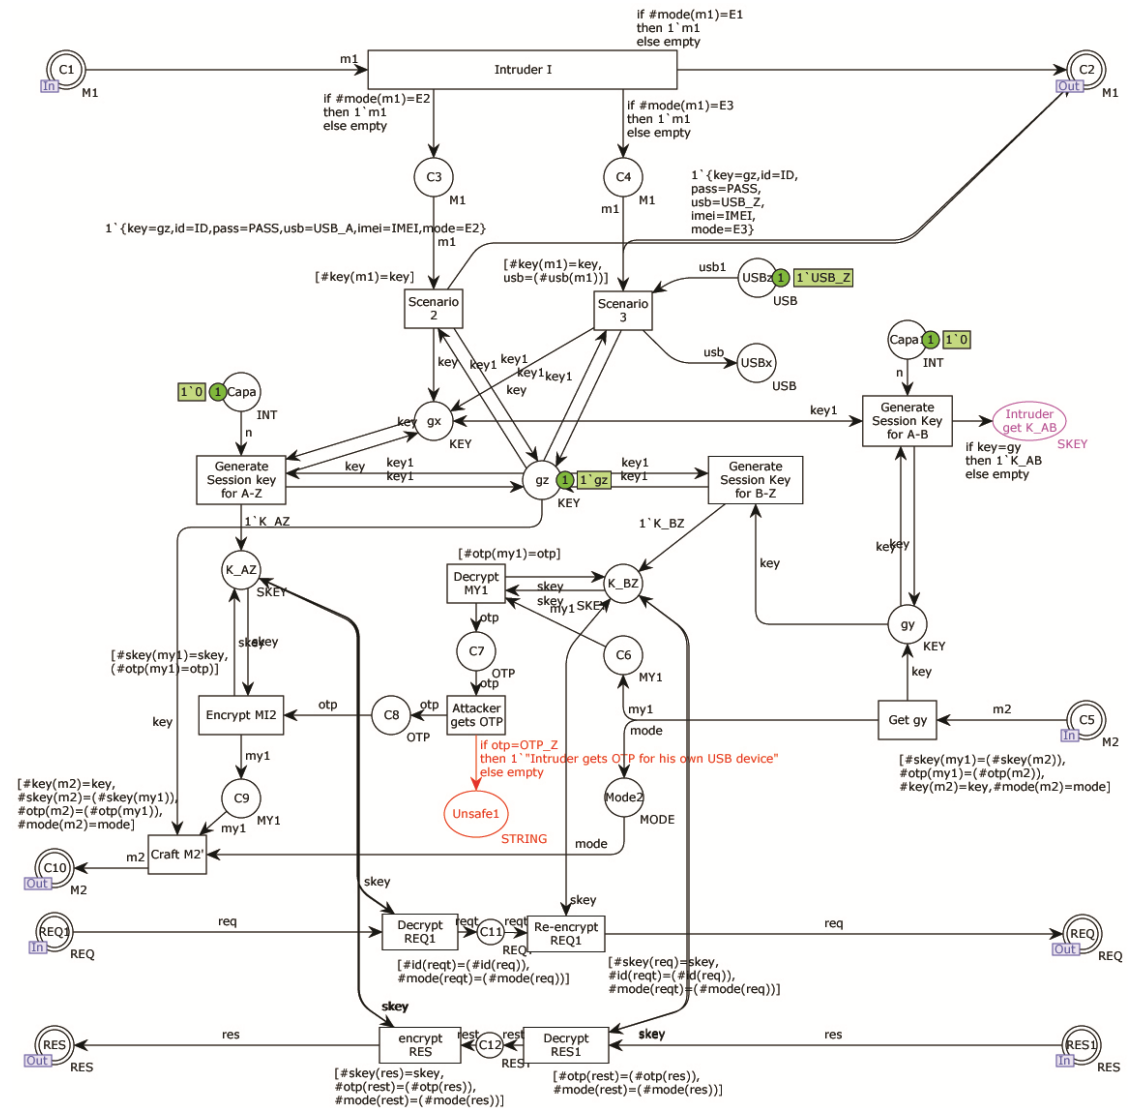 if #mode(m1)=E1
then 1`m1
else empty
C1
In
M1
m1
Intruder I
C2
Out
M1
if #mode(m1)=E2
then 1`m1
else empty
if #mode(m1)=E3
then 1`m1
else empty
C3
M1
C4
M1
m1
1`{key=gz,id=ID,
pass=PASS,
usb=USB_Z,
imei=IMEI,
mode=E3}
1`{key=gz,id=ID,pass=PASS,usb=USB_A,imei=IMEI,mode=E2}
m1
[#key(m1)=key]
[#key(m1)=key,
usb=(#usb(m1))]
usb1
USBz
1
1`USB_Z
USB
Scenario
2
Scenario
3
usb
USBx
USB
Capa1
1
1`0
INT
n
key
key1
key1
key1
key1
key
1`0
1
Capa
INT
n
gx
KEY
key
key1
Generate
Session Key
for A-B
Intruder
get K_AB
SKEY
if key=gy
then 1`K_AB
else empty
Generate
Session key
for A-Z
key
key1
key1
gz
1
1`gz
KEY
key1
key1
Generate
Session Key
for B-Z
1`K_AZ
1`K_BZ
key
key
key
K_AZ
SKEY
[#otp(my1)=otp]
Decrypt
MY1
skey
skey
my1
K_BZ
SKEY
gy
KEY
skey
skey
[#skey(my1)=skey,
(#otp(my1)=otp)]
otp
C7
OTP
otp
C6
MY1
key
key
Encrypt MI2
otp
C8
OTP
otp
Attacker
gets OTP
my1
mode
Get gy
m2
C5
In
M2
my1
if otp=OTP_Z
then 1`"Intruder gets OTP for his own USB device"
else empty
[#skey(my1)=(#skey(m2)),
#otp(my1)=(#otp(m2)),
#key(m2)=key,#mode(m2)=mode]
[#key(m2)=key,
#skey(m2)=(#skey(my1)),
#otp(m2)=(#otp(my1)),
#mode(m2)=mode]
C9
MY1
my1
Unsafe1
STRING
Mode2
MODE
mode
C10
Out
M2
m2
Craft M2'
skey
skey
REQ1
In
REQ
req
Decrypt
REQ1
reqt
C11
reqt
Re-encrypt
REQ1
req
REQ
Out
REQ
[#id(reqt)=(#id(req)),
#mode(reqt)=(#mode(req))]
[#skey(req)=skey,
#id(reqt)=(#id(req)),
#mode(reqt)=(#mode(req))]
skey
skey
RES
Out
RES
res
encrypt
RES
rest
C12
rest
Decrypt
RES1
res
RES1
In
RES
[#skey(res)=skey,
#otp(rest)=(#otp(res)),
#mode(rest)=(#mode(res))]
[#otp(rest)=(#otp(res)),
#mode(rest)=(#mode(res))]